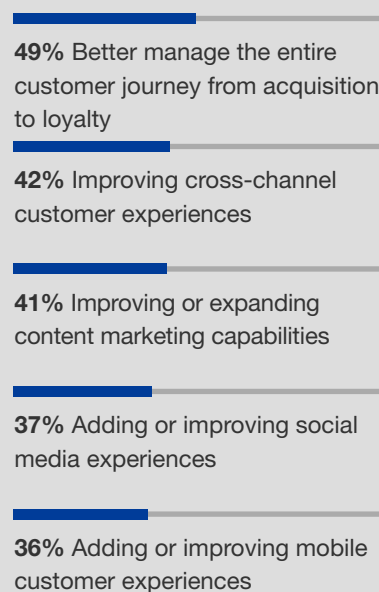 49% Better manage the entire
customer journey from acquisition
to loyalty
42% Improving cross-channel
customer experiences
41% Improving or expanding
content marketing capabilities
37% Adding or improving social
media experiences
36% Adding or improving mobile
customer experiences